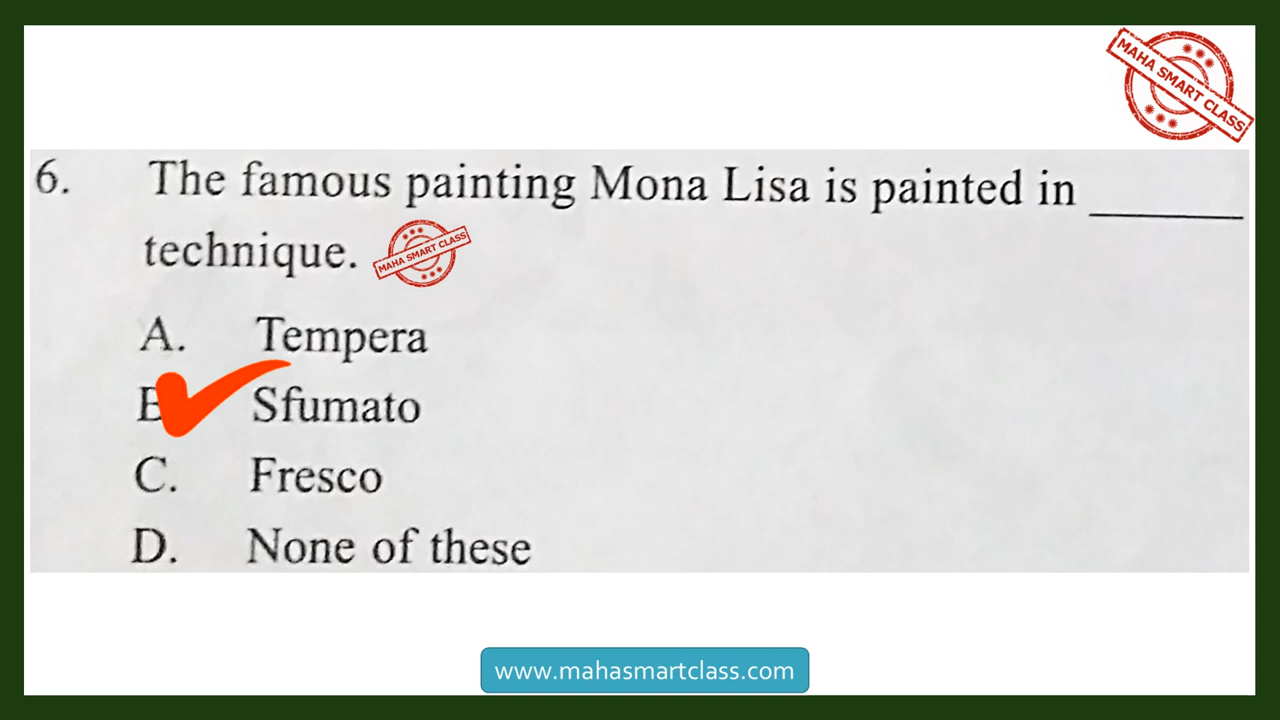 MAHA SMART CLASS
6. The famous painting Mona Lisa is painted in ________
technique.
MAHA SMART CLASS
A. Tempera
B Sfumato
C. Fresco
D. None of these
www.mahasmartclass.com